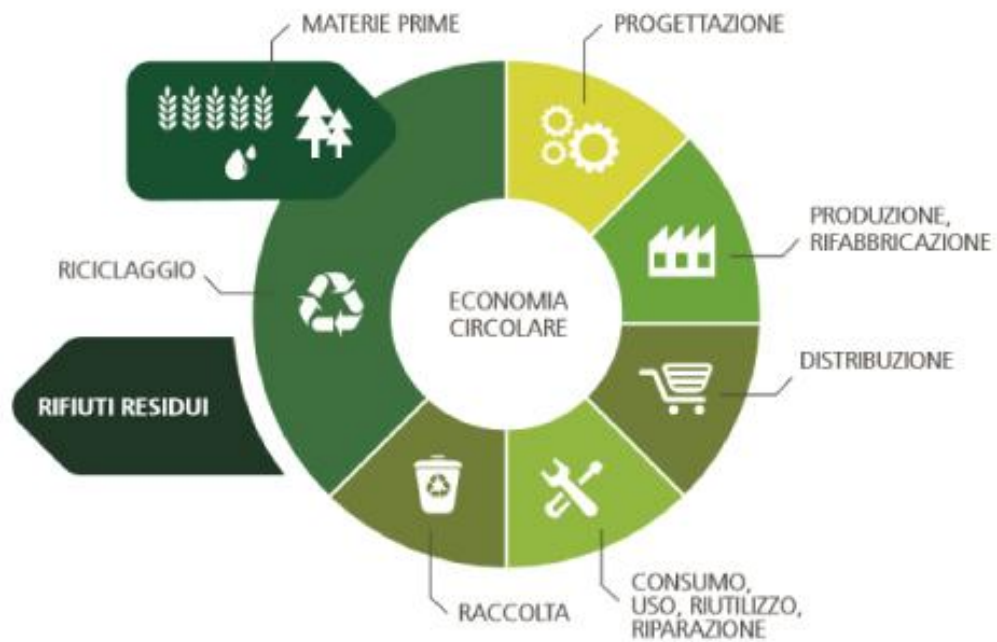 MATERIE PRIME
PROGETTAZIONE
PRODUZIONE,
RIFABBRICAZIONE
RICICLAGGIO
ECONOMIA
CIRCOLARE
DISTRIBUZIONE
RIFIUTI RESIDUI
CONSUMO,
USO, RIUTILIZZO,
RIPARAZIONE
RACCOLTA